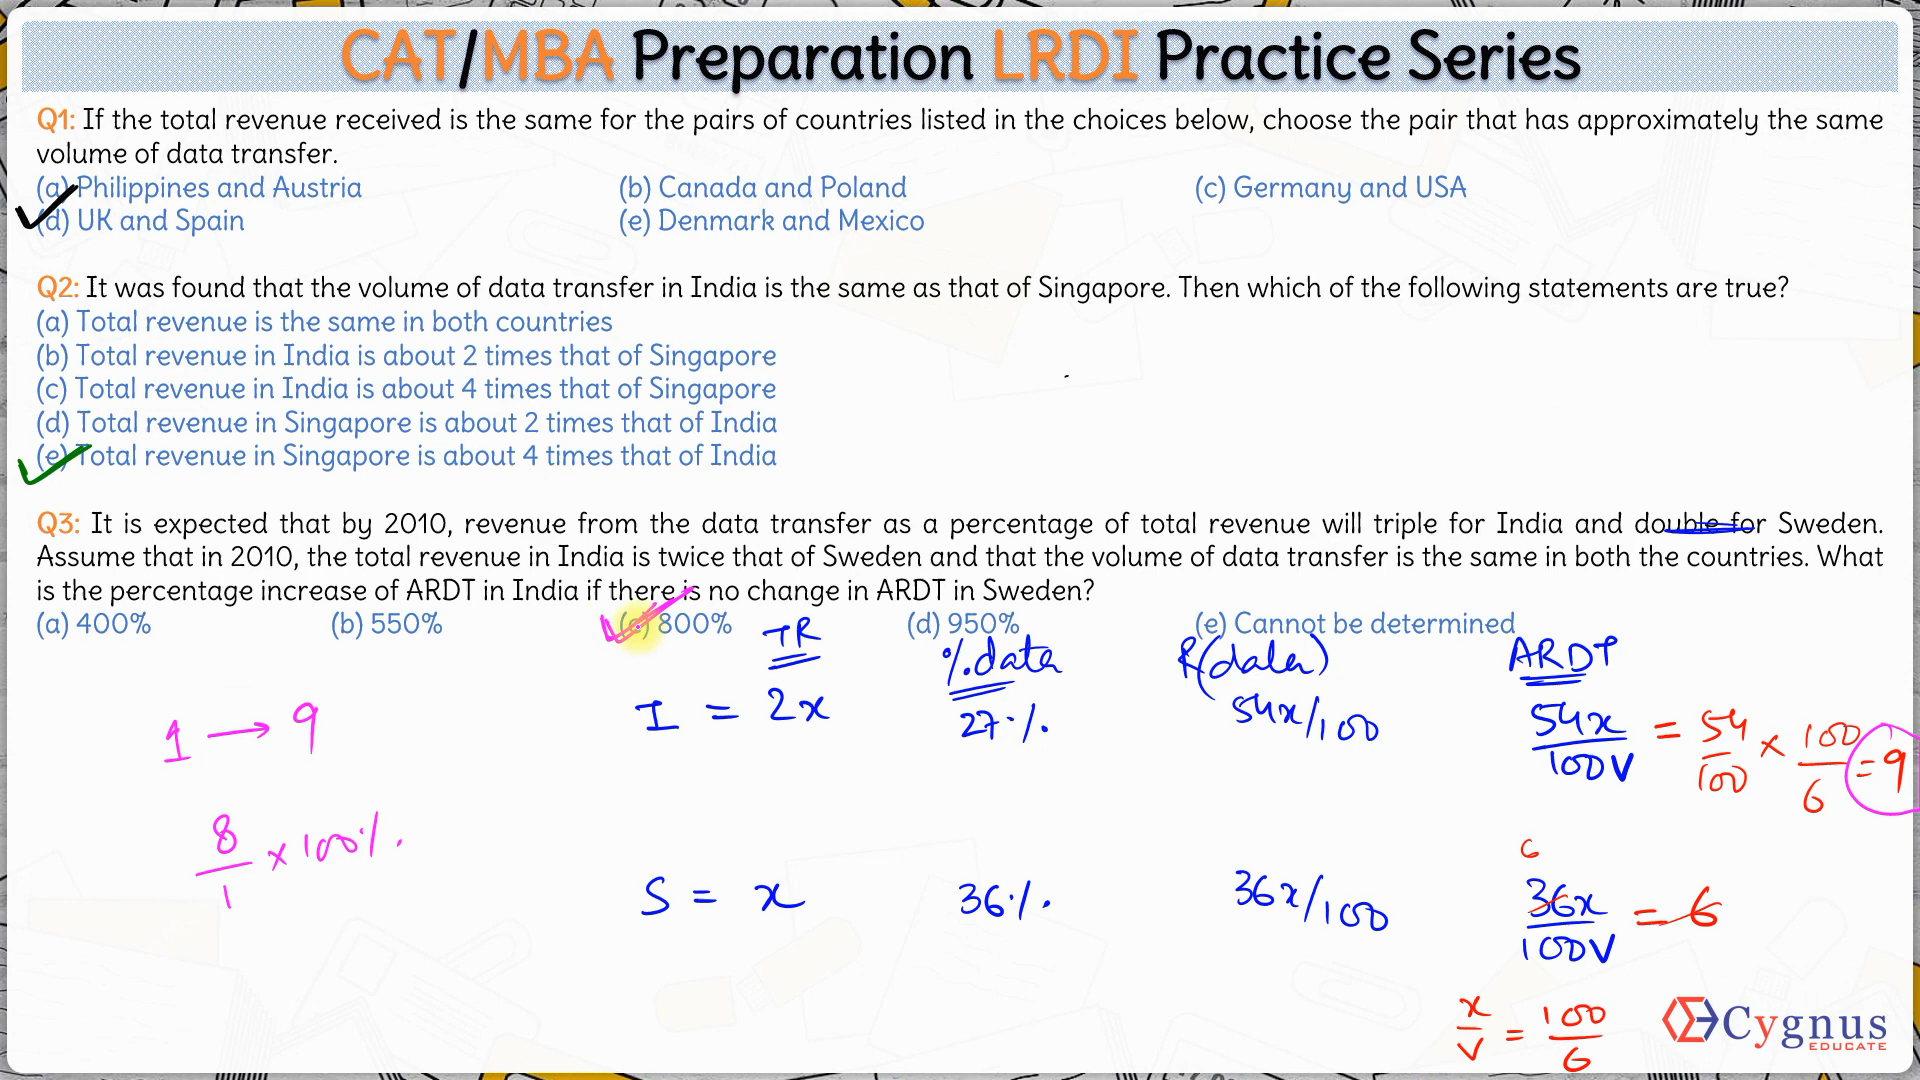 CAT/MBA Preparation LRDI Practice Series
Q1: If the total revenue received is the same for the pairs of countries listed in the choices below, choose the pair that has approximately the same
volume of data transfer.
(a) Philippines and Austria (b) Canada and Poland (c) Germany and USA
(d) UK and Spain (e) Denmark and Mexico
Q2: It was found that the volume of data transfer in India is the same as that of Singapore. Then which of the following statements are true?
(a) Total revenue is the same in both countries
(b) Total revenue in India is about 2 times that of Singapore
(c) Total revenue in India is about 4 times that of Singapore
(d) Total revenue in Singapore is about 2 times that of India
(e) Total revenue in Singapore is about 4 times that of India
Q3: It is expected that by 2010, revenue from the data transfer as a percentage of total revenue will triple for India and double for Sweden.
Assume that in 2010, the total revenue in India is twice that of Sweden and that the volume of data transfer is the same in both the countries. What
is the percentage increase of ARDT in India if there is no change in ARDT in Sweden?
(a) 400% (b) 550% (c) 800% (d) 950% (e) Cannot be determined
TR %data R(data) ARDT
1 → 9 I = 2x 27% 54x/100 54x/100V = 54/100 × 100/6 = 9
8/1 × 100%
6
S = x 36% 36x/100 36x/100V = 6
x/v = 100/6
Cygnus
EDUCATE